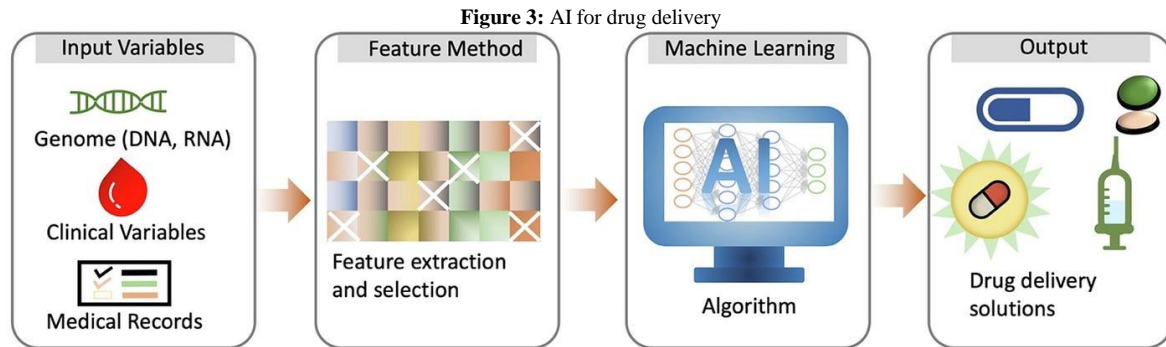 Figure 3: AI for drug delivery
Input Variables
Genome (DNA, RNA)
Clinical Variables
Medical Records
Feature Method
Feature extraction
and selection
Machine Learning
AI
Algorithm
Output
Drug delivery
solutions